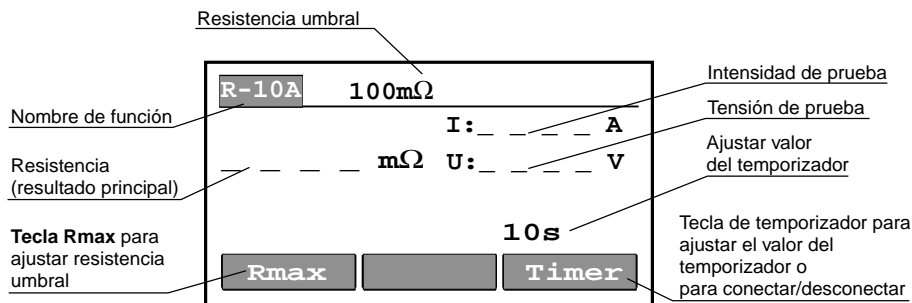 Resistencia umbral
R-10A 100mΩ
Nombre de función
Resistencia
(resultado principal)
Tecla Rmax para
ajustar resistencia
umbral
I:_ _ _ _ A
_ _ _ _ mΩ U:_ _ _ _ V
10s
Rmax Timer
Intensidad de prueba
Tensión de prueba
Ajustar valor
del temporizador
Tecla de temporizador para
ajustar el valor del
temporizador o
para conectar/desconectar